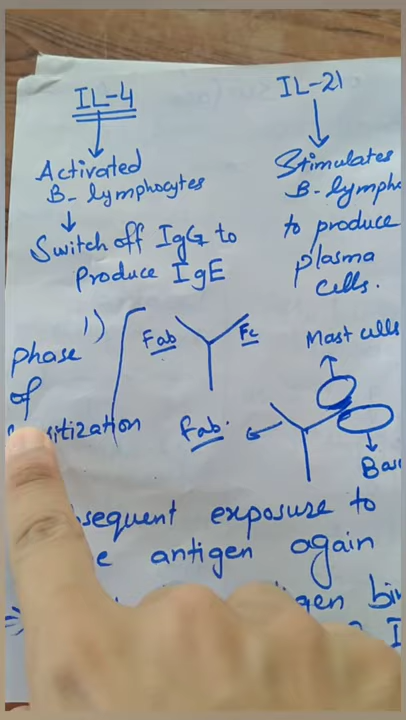 IL-4
Activated
B-lymphocytes
Switch off IgG to
Produce IgE
IL-21
Stimulates
B-lymph
to produce
plasma
cells.
1)
Phase
of
Fab
Fc
Mast cells
Fab.
sequent exposure to
antigen again